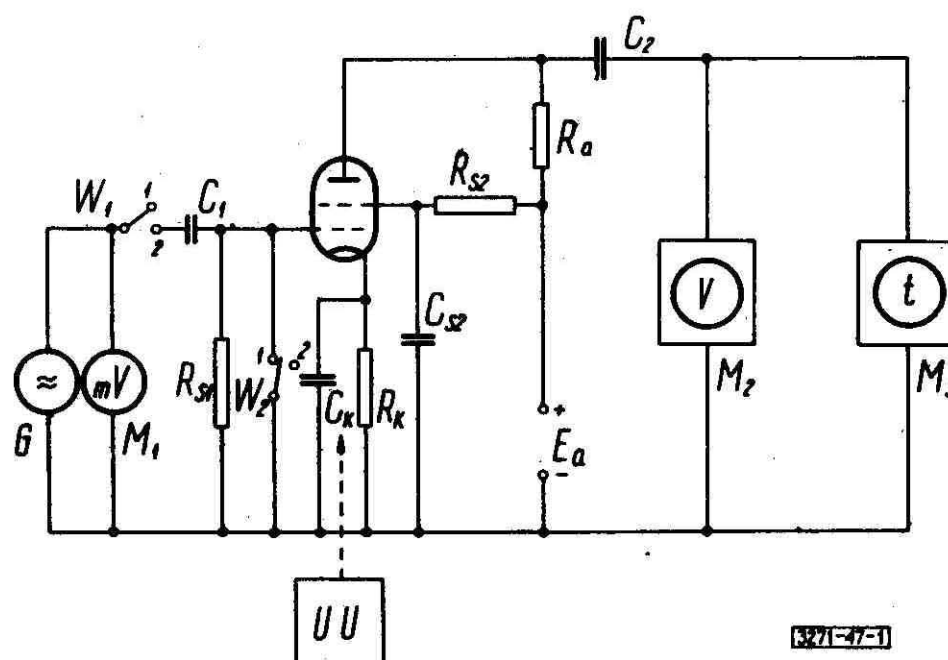 C₂
Rₐ
Rₛ₂
W₁
1
2
C₁
V
t
Cₛ₂
M₂
≈
mV
Rₛ₁
1
W₂
2
Cₖ
Rₖ
G
M₁
+
Eₐ
-
UU
3271-47-1